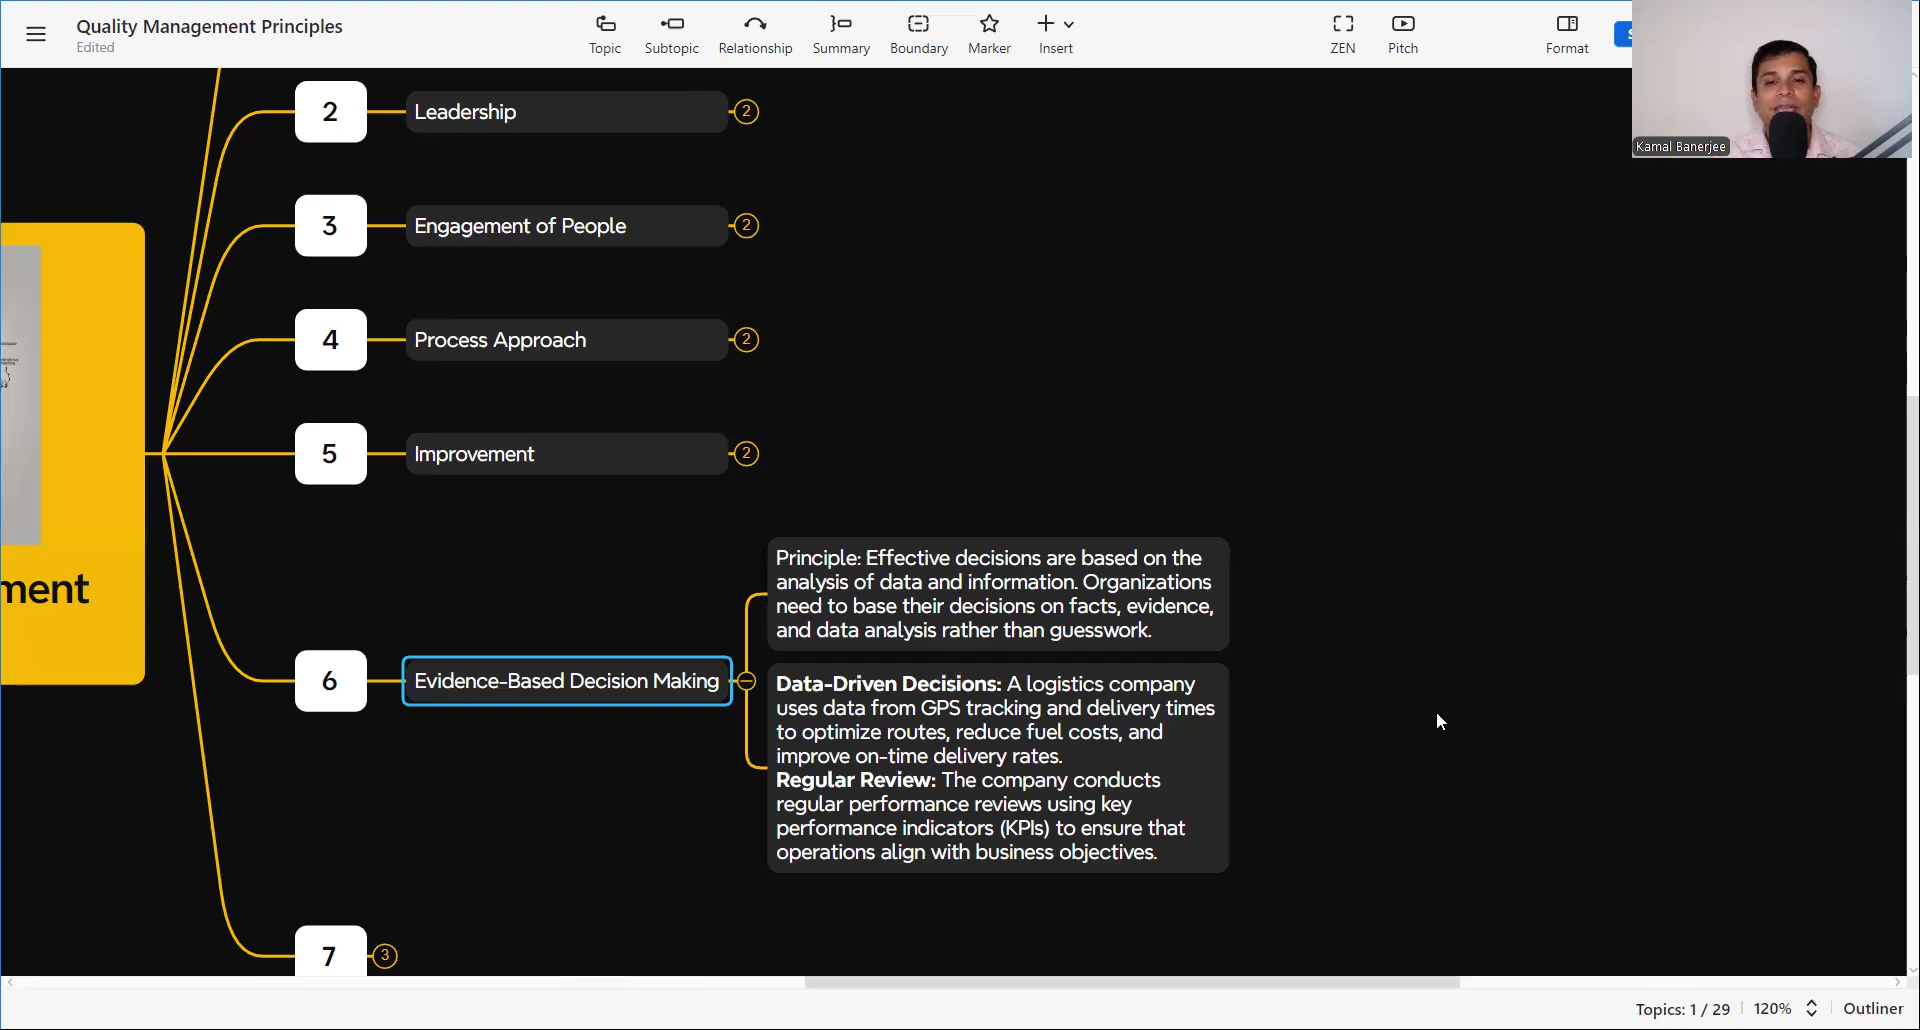 Quality Management Principles
Edited
Topic
Subtopic
Relationship
Summary
Boundary
Marker
Insert
ZEN
Pitch
Format
Kamal Banerjee
2
Leadership
2
3
Engagement of People
2
4
Process Approach
2
5
Improvement
2
ment
6
Evidence-Based Decision Making
Principle: Effective decisions are based on the
analysis of data and information. Organizations
need to base their decisions on facts, evidence,
and data analysis rather than guesswork.
Data-Driven Decisions: A logistics company
uses data from GPS tracking and delivery times
to optimize routes, reduce fuel costs, and
improve on-time delivery rates.
Regular Review: The company conducts
regular performance reviews using key
performance indicators (KPIs) to ensure that
operations align with business objectives.
7
3
Topics: 1 / 29
120%
Outliner